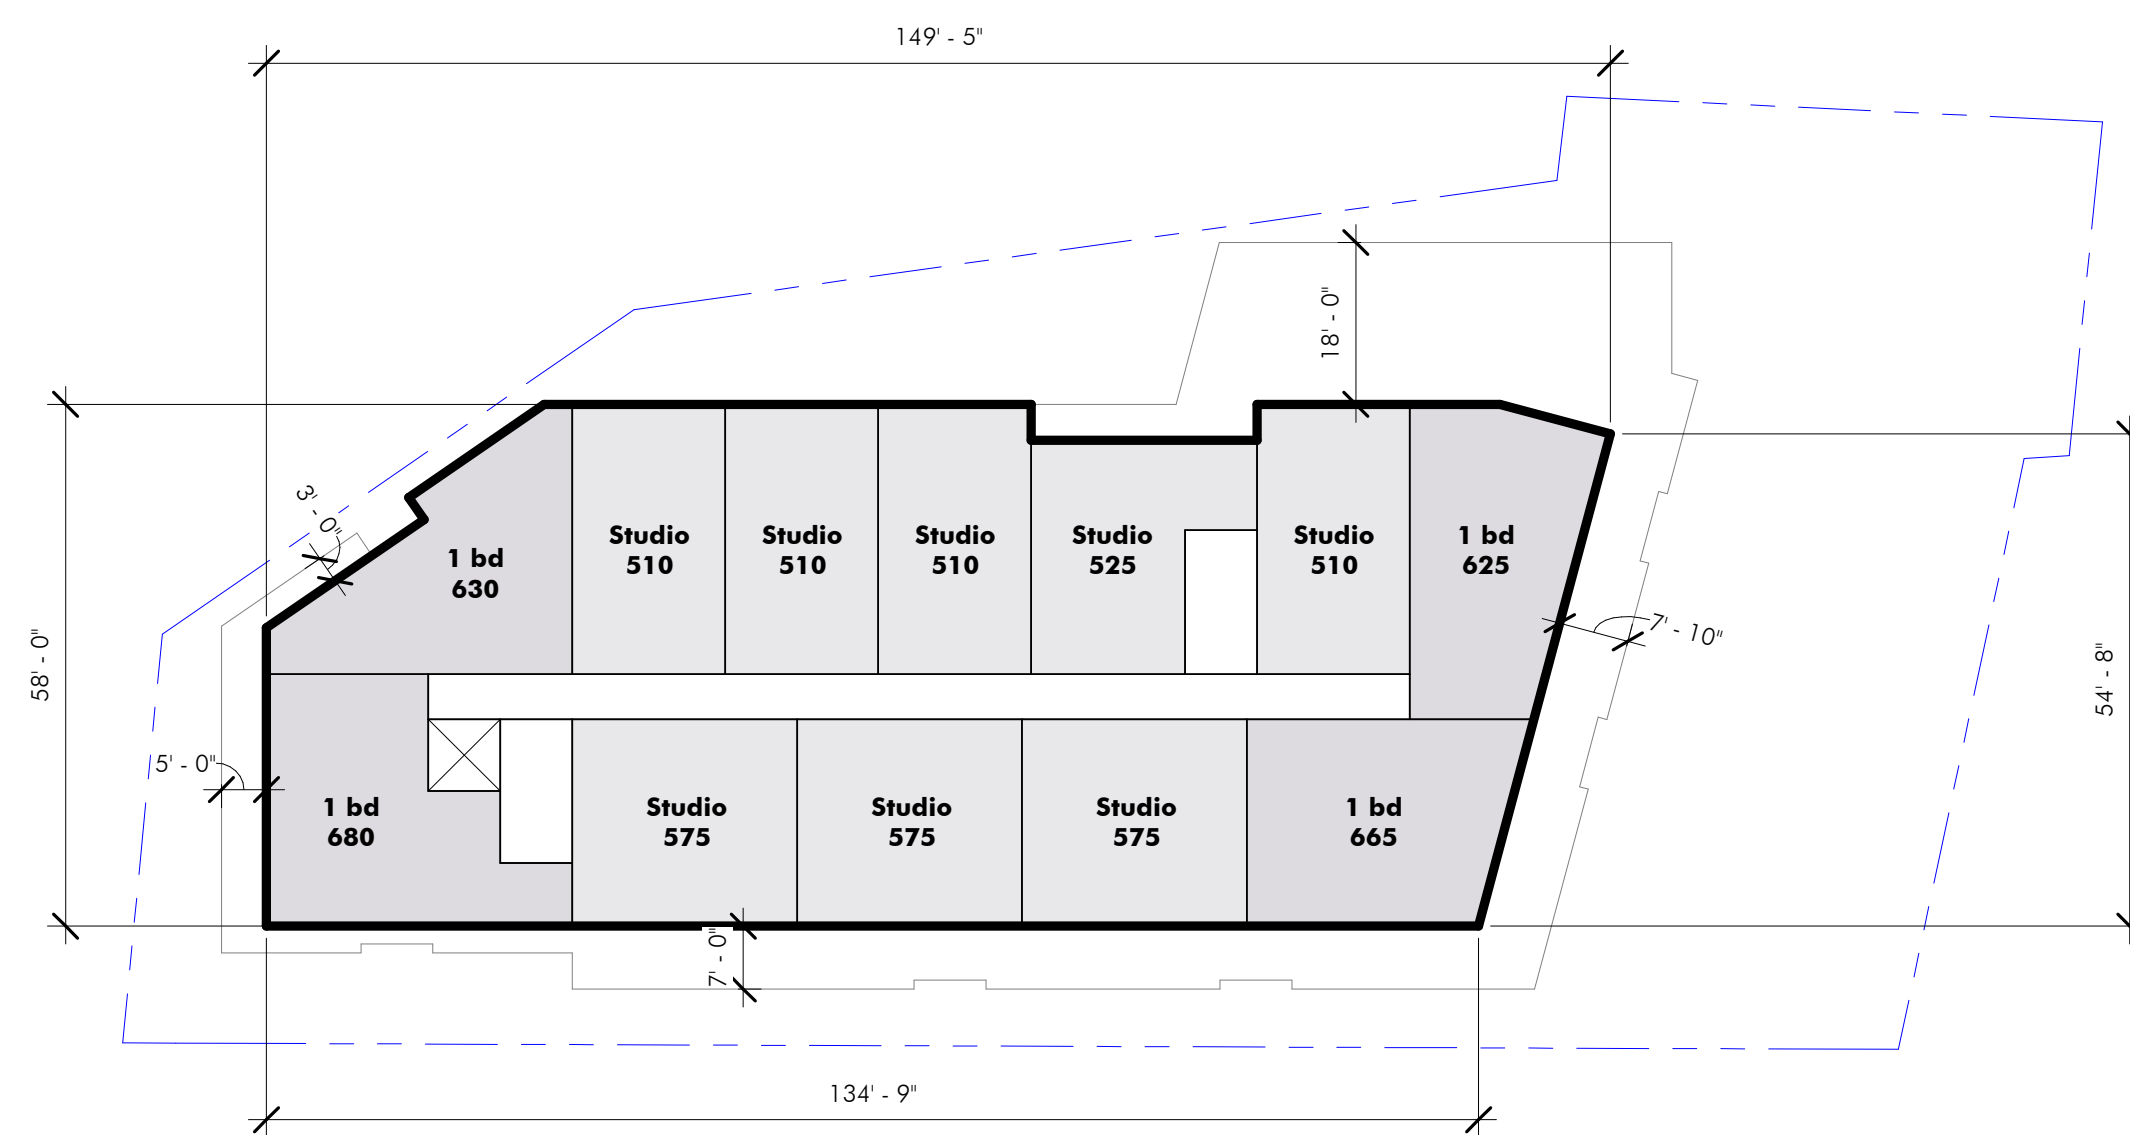 149' - 5"
18' - 0"
3' - 0"
Studio
510
Studio
510
Studio
510
Studio
525
Studio
510
1 bd
625
1 bd
630
58' - 0"
7' - 10"
54' - 8"
5' - 0"
1 bd
680
Studio
575
Studio
575
Studio
575
1 bd
665
7' - 0"
134' - 9"